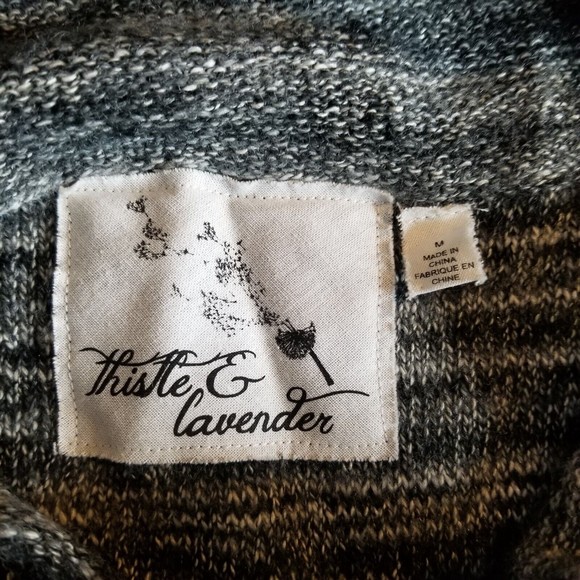 thistle &
lavender
M
MADE IN
CHINA
FABRIQUE EN
CHINE